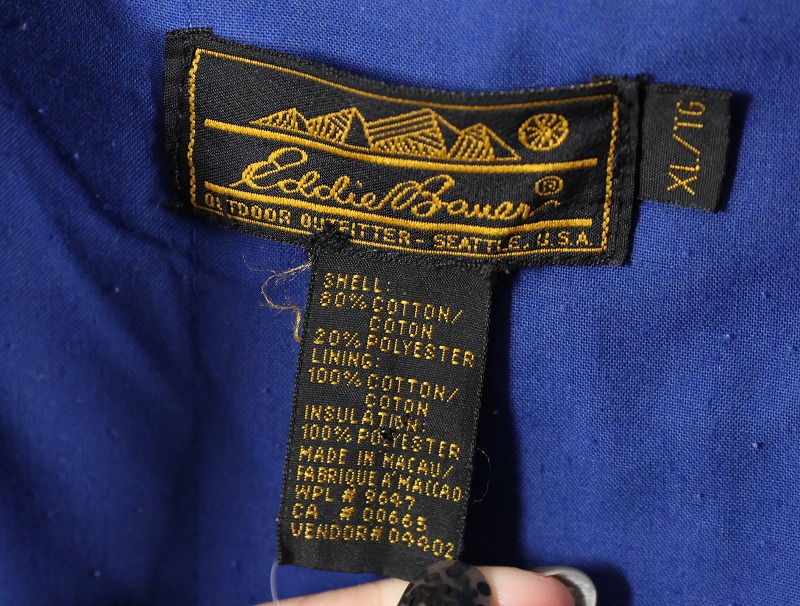 Eddie Bauer®
OUTDOOR OUTFITTER - SEATTLE, U.S.A.
XL/TG
SHELL:
80% COTTON/
COTON
20% POLYESTER
LINING:
100% COTTON/
COTON
INSULATION:
100% POLYESTER
MADE IN MACAU/
FABRIQUE A' MACCAO
WPL # 9647
CA # 00665
VENDOR# 04402